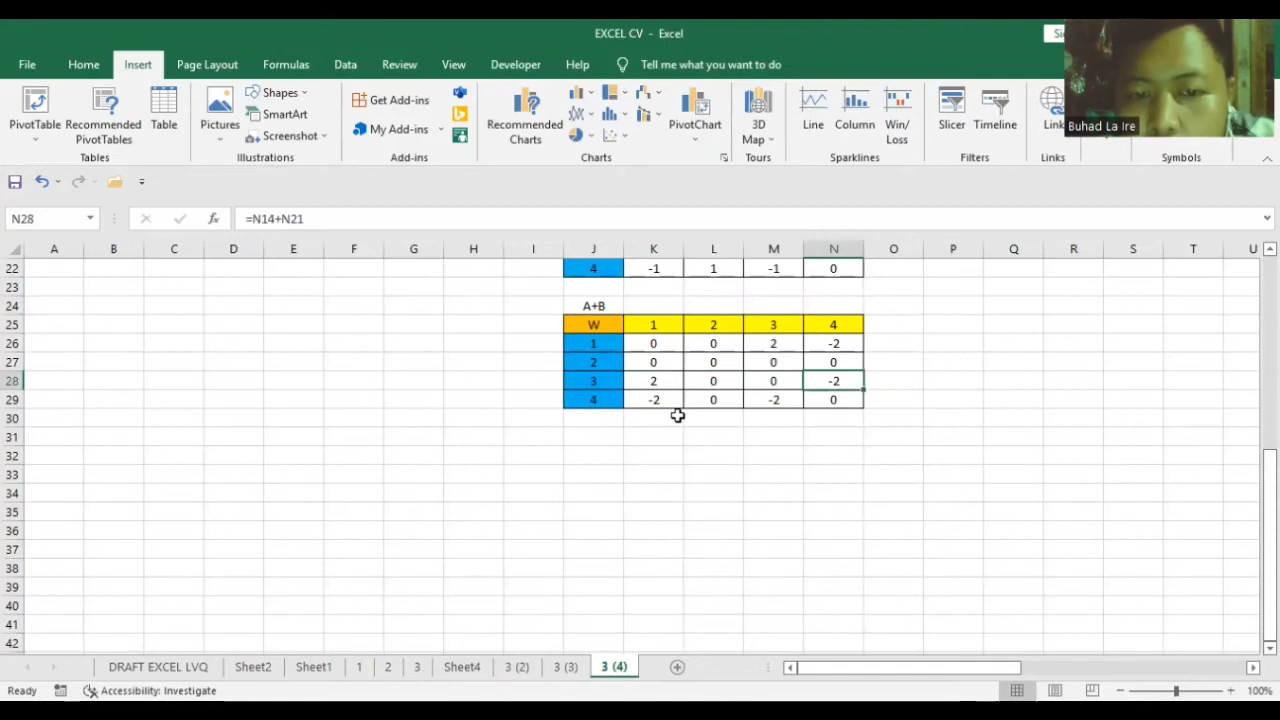 EXCEL CV - Excel
File Home Insert Page Layout Formulas Data Review View Developer Help Tell me what you want to do
PivotTable Recommended PivotTables Table Pictures Shapes SmartArt Screenshot Get Add-ins My Add-ins Recommended Charts PivotChart 3D Map Line Column Win/Loss Slicer Timeline
Buhad La Ire
Tables Illustrations Add-ins Charts Tours Sparklines Filters Links Symbols
N28 fx =N14+N21
A B C D E F G H I J K L M N O P Q R S T U
22 4 -1 1 -1 0
23
24 A+B
25 W 1 2 3 4
26 1 0 0 2 -2
27 2 0 0 0 0
28 3 2 0 0 -2
29 4 -2 0 -2 0
30
31
32
33
34
35
36
37
38
39
40
41
42
DRAFT EXCEL LVQ Sheet2 Sheet1 1 2 3 Sheet4 3 (2) 3 (3) 3 (4)
Ready Accessibility: Investigate 100%